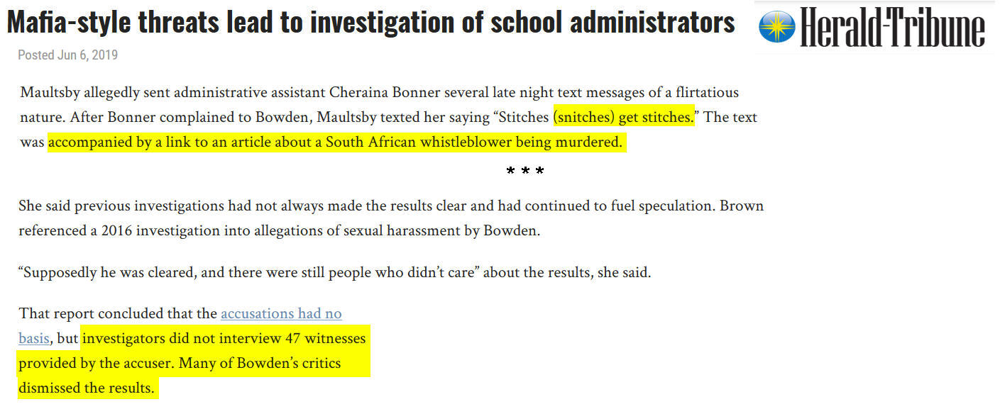 Mafia-style threats lead to investigation of school administrators
Herald-Tribune
Posted Jun 6, 2019
Maultsby allegedly sent administrative assistant Cheraina Bonner several late night text messages of a flirtatious
nature. After Bonner complained to Bowden, Maultsby texted her saying “Stitches (snitches) get stitches.” The text
was accompanied by a link to an article about a South African whistleblower being murdered.
* * *
She said previous investigations had not always made the results clear and had continued to fuel speculation. Brown
referenced a 2016 investigation into allegations of sexual harassment by Bowden.
“Supposedly he was cleared, and there were still people who didn’t care” about the results, she said.
That report concluded that the accusations had no
basis, but investigators did not interview 47 witnesses
provided by the accuser. Many of Bowden’s critics
dismissed the results.